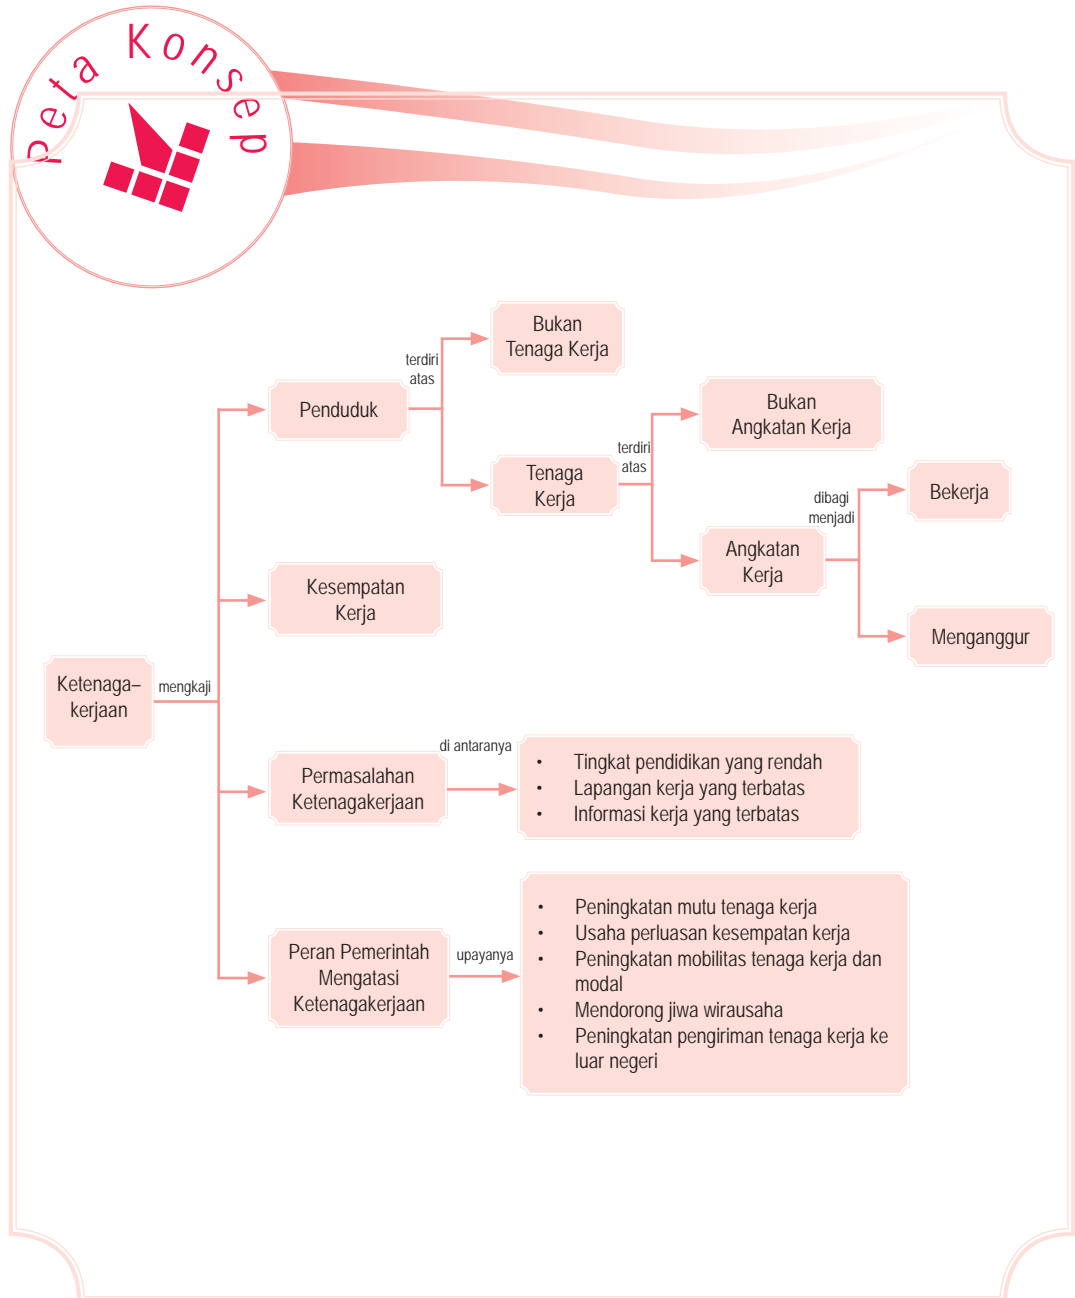 Peta Konsep
Bukan
Tenaga Kerja
terdiri
atas
Penduduk
Bukan
Angkatan Kerja
terdiri
atas
Tenaga
Kerja
Bekerja
dibagi
menjadi
Angkatan
Kerja
Kesempatan
Kerja
Menganggur
Ketenaga–
kerjaan
mengkaji
di antaranya
Permasalahan
Ketenagakerjaan
• Tingkat pendidikan yang rendah
• Lapangan kerja yang terbatas
• Informasi kerja yang terbatas
Peran Pemerintah
Mengatasi
Ketenagakerjaan
upayanya
• Peningkatan mutu tenaga kerja
• Usaha perluasan kesempatan kerja
• Peningkatan mobilitas tenaga kerja dan
modal
• Mendorong jiwa wirausaha
• Peningkatan pengiriman tenaga kerja ke
luar negeri